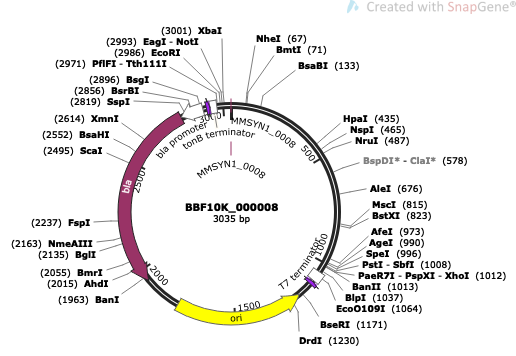 Created with SnapGene®
(3001) XbaI
(2993) EagI - NotI
(2986) EcoRI
(2971) PflFI - Tth111I
(2896) BsgI
(2856) BsrBI
(2819) SspI
(2614) XmnI
(2552) BsaHI
(2495) ScaI
(2237) FspI
(2163) NmeAIII
(2135) BglI
(2055) BmrI
(2015) AhdI
(1963) BanI
NheI (67)
BmtI (71)
BsaBI (133)
HpaI (435)
NspI (465)
NruI (487)
BspDI* - ClaI* (578)
AleI (676)
MscI (815)
BstXI (823)
AfeI (973)
AgeI (990)
SpeI (996)
PstI - SbfI (1008)
PaeR7I - PspXI - XhoI (1012)
BanII (1013)
BlpI (1037)
EcoO109I (1064)
BseRI (1171)
DrdI (1230)
3000
500
1000
1500
2000
2500
bla promoter
tonB terminator
MMSYN1_0008
MMSYN1_0008
T7 terminator
bla
ori
BBF10K_000008
3035 bp